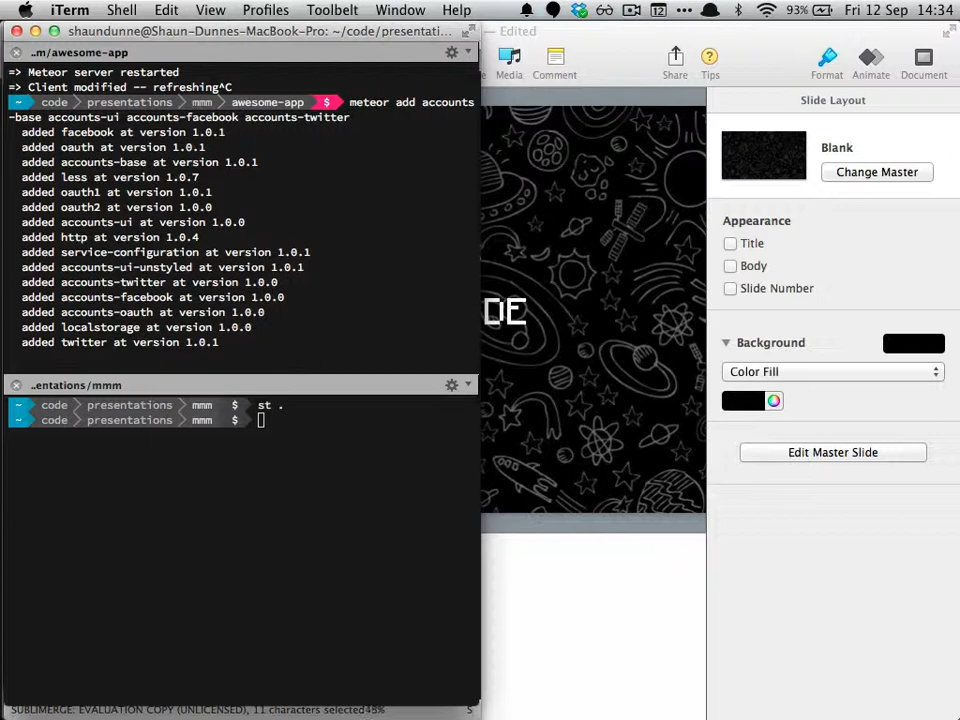 iTerm Shell Edit View Profiles Toolbelt Window Help 12 93% Fri 12 Sep 14:34
shaundunne@Shaun-Dunnes-MacBook-Pro: ~/code/presentati...
— Edited
..m/awesome-app
=> Meteor server restarted
=> Client modified -- refreshing^C
~ code presentations mmm awesome-app $ meteor add accounts
-base accounts-ui accounts-facebook accounts-twitter
added facebook at version 1.0.1
added oauth at version 1.0.1
added accounts-base at version 1.0.1
added less at version 1.0.7
added oauth1 at version 1.0.1
added oauth2 at version 1.0.0
added accounts-ui at version 1.0.0
added http at version 1.0.4
added service-configuration at version 1.0.1
added accounts-ui-unstyled at version 1.0.1
added accounts-twitter at version 1.0.0
added accounts-facebook at version 1.0.0
added accounts-oauth at version 1.0.0
added localstorage at version 1.0.0
added twitter at version 1.0.1
..entations/mmm
~ code presentations mmm $ st .
~ code presentations mmm $
SUBLIMERGE: EVALUATION COPY (UNLICENSED), 11 characters selected
Media Comment Share Tips Format Animate Document
DE
Slide Layout
Blank
Change Master
Appearance
Title
Body
Slide Number
Background
Color Fill
Edit Master Slide